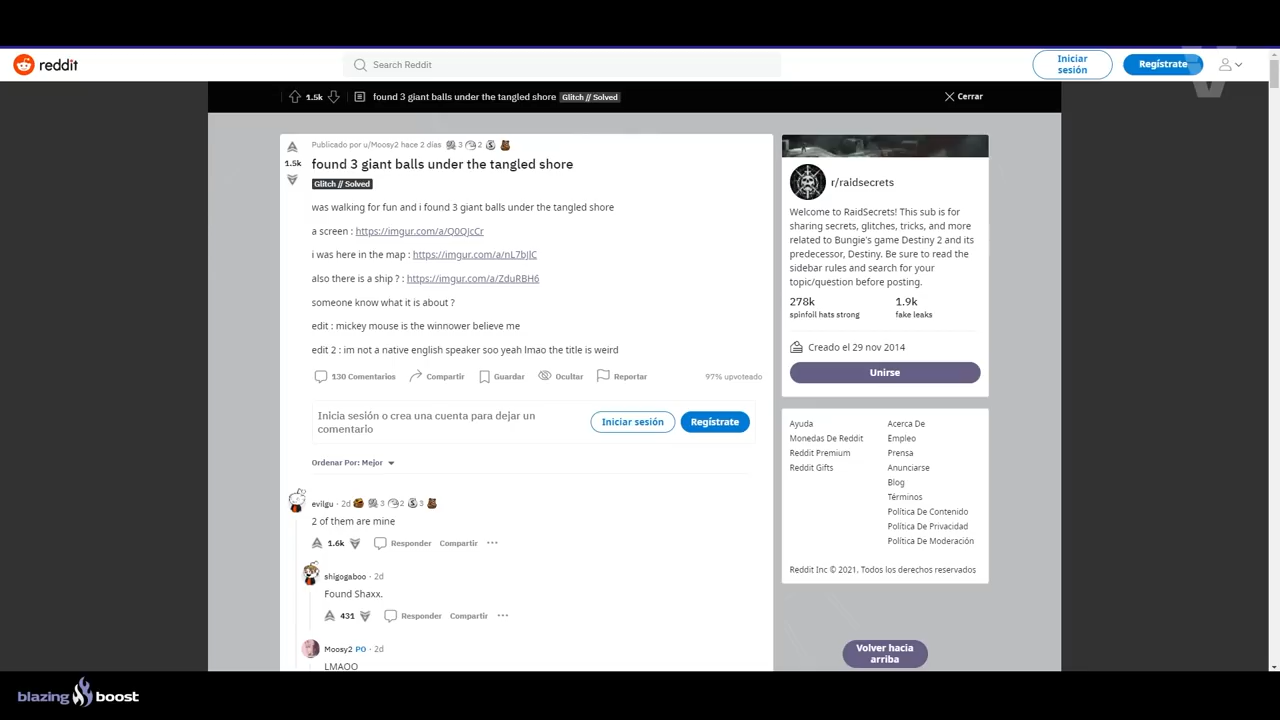 reddit
Search Reddit
Iniciar sesión
Regístrate
1.5k
found 3 giant balls under the tangled shore Glitch // Solved
Cerrar
Publicado por u/Moosy2 hace 2 días 3 2
1.5k
found 3 giant balls under the tangled shore
Glitch // Solved
was walking for fun and i found 3 giant balls under the tangled shore
a screen : https://imgur.com/a/Q0QJcCr
i was here in the map : https://imgur.com/a/nL7bJlC
also there is a ship ? : https://imgur.com/a/ZduRBH6
someone know what it is about ?
edit : mickey mouse is the winnower believe me
edit 2 : im not a native english speaker soo yeah lmao the title is weird
130 Comentarios Compartir Guardar Ocultar Reportar 97% upvoteado
Inicia sesión o crea una cuenta para dejar un
comentario
Iniciar sesión Regístrate
Ordenar Por: Mejor
evilgu · 2d 3 2 3
2 of them are mine
1.6k Responder Compartir ···
shigogaboo · 2d
Found Shaxx.
431 Responder Compartir ···
Moosy2 PO · 2d
LMAOO
r/raidsecrets
Welcome to RaidSecrets! This sub is for
sharing secrets, glitches, tricks, and more
related to Bungie's game Destiny 2 and its
predecessor, Destiny. Be sure to read the
sidebar rules and search for your
topic/question before posting.
278k 1.9k
spinfoil hats strong fake leaks
Creado el 29 nov 2014
Unirse
Ayuda Acerca De
Monedas De Reddit Empleo
Reddit Premium Prensa
Reddit Gifts Anunciarse
Blog
Términos
Política De Contenido
Política De Privacidad
Política De Moderación
Reddit Inc © 2021. Todos los derechos reservados
Volver hacia
arriba
blazing boost